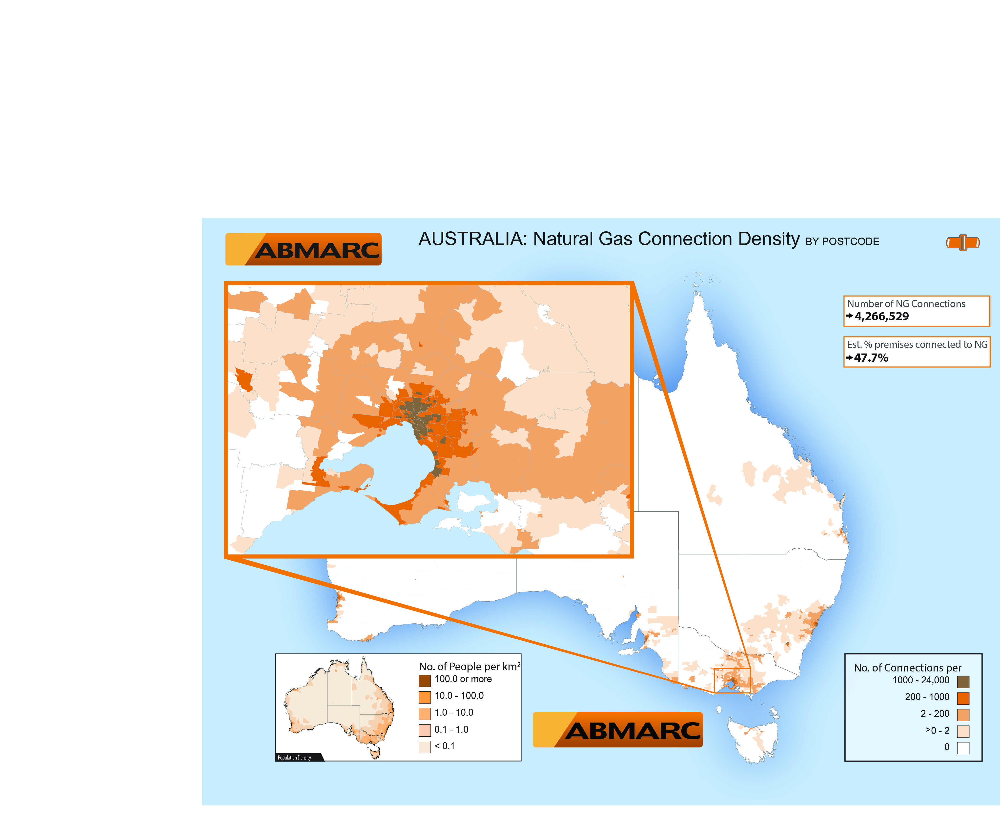 ABMARC
AUSTRALIA: Natural Gas Connection Density BY POSTCODE
Number of NG Connections
4,266,529
Est. % premises connected to NG
47.7%
No. of People per km²
100.0 or more
10.0 - 100.0
1.0 - 10.0
0.1 - 1.0
< 0.1
Population Density
ABMARC
No. of Connections per
1000 - 24,000
200 - 1000
2 - 200
>0 - 2
0